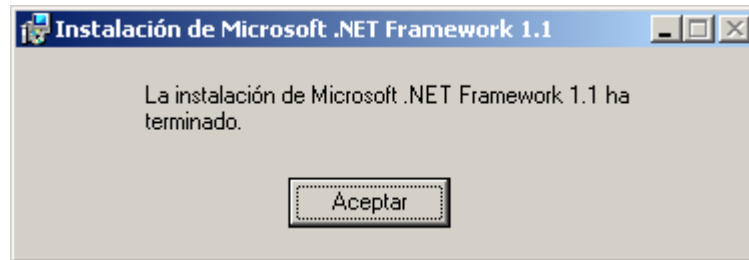 Instalación de Microsoft .NET Framework 1.1
La instalación de Microsoft .NET Framework 1.1 ha
terminado.
Aceptar